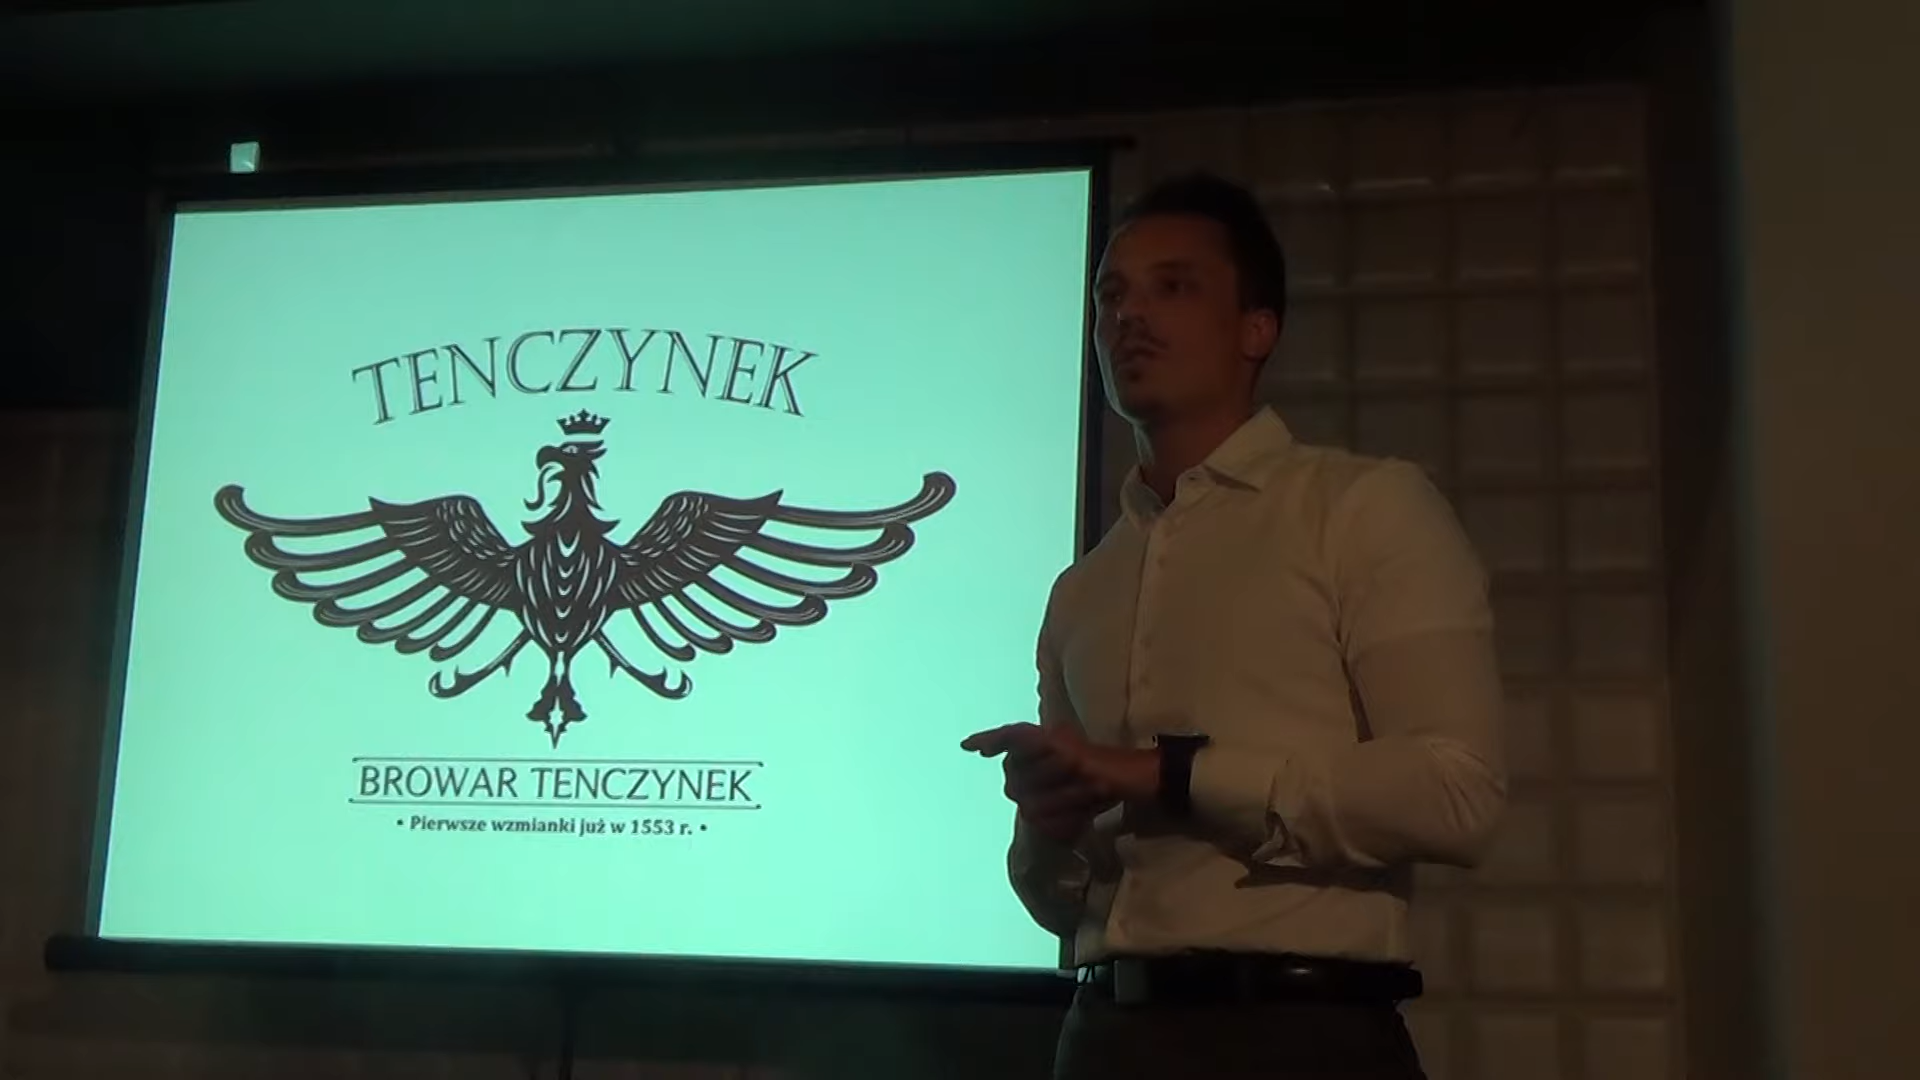 TENCZYNEK
BROWAR TENCZYNEK
• Pierwsze wzmianki już w 1553 r. •